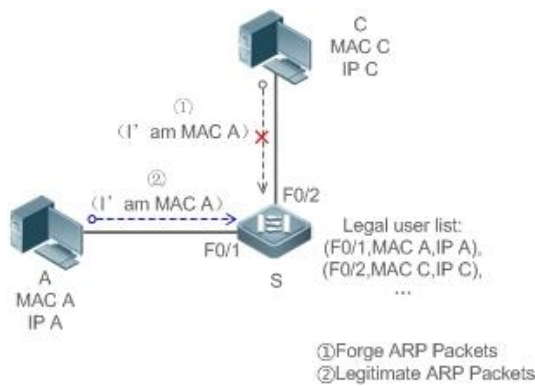 C
MAC C
IP C
①
（I’ am MAC A）
②
（I’ am MAC A）
F0/2
F0/1
S
A
MAC A
IP A
Legal user list:
(F0/1,MAC A,IP A),
(F0/2,MAC C,IP C),
…
①Forge ARP Packets
②Legitimate ARP Packets